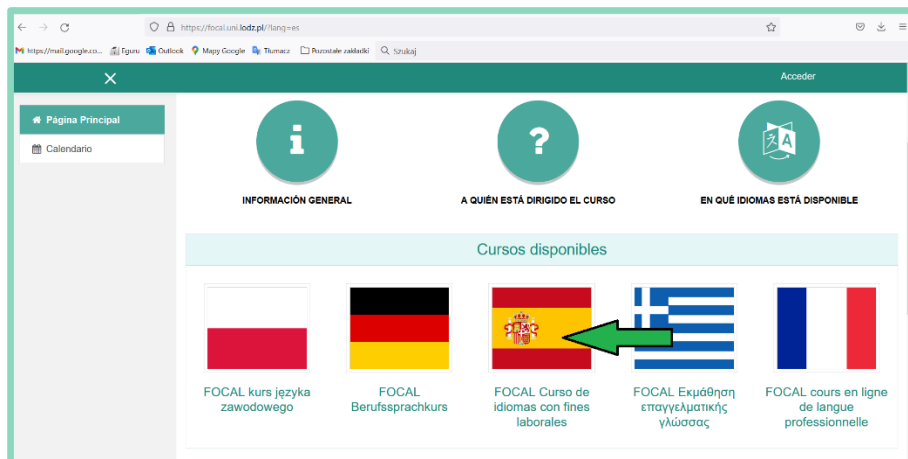 https://focal.uni.lodz.pl/?lang=es
https://mail.google.co... Eguru Outlook Mapy Google Tłumacz Pozostałe zakładki Szukaj
Acceder
Página Principal
Calendario
INFORMACIÓN GENERAL
A QUIÉN ESTÁ DIRIGIDO EL CURSO
EN QUÉ IDIOMAS ESTÁ DISPONIBLE
Cursos disponibles
FOCAL kurs języka
zawodowego
FOCAL
Berufssprachkurs
FOCAL Curso de
idiomas con fines
laborales
FOCAL Εκμάθηση
επαγγελματικής
γλώσσας
FOCAL cours en ligne
de langue
professionnelle